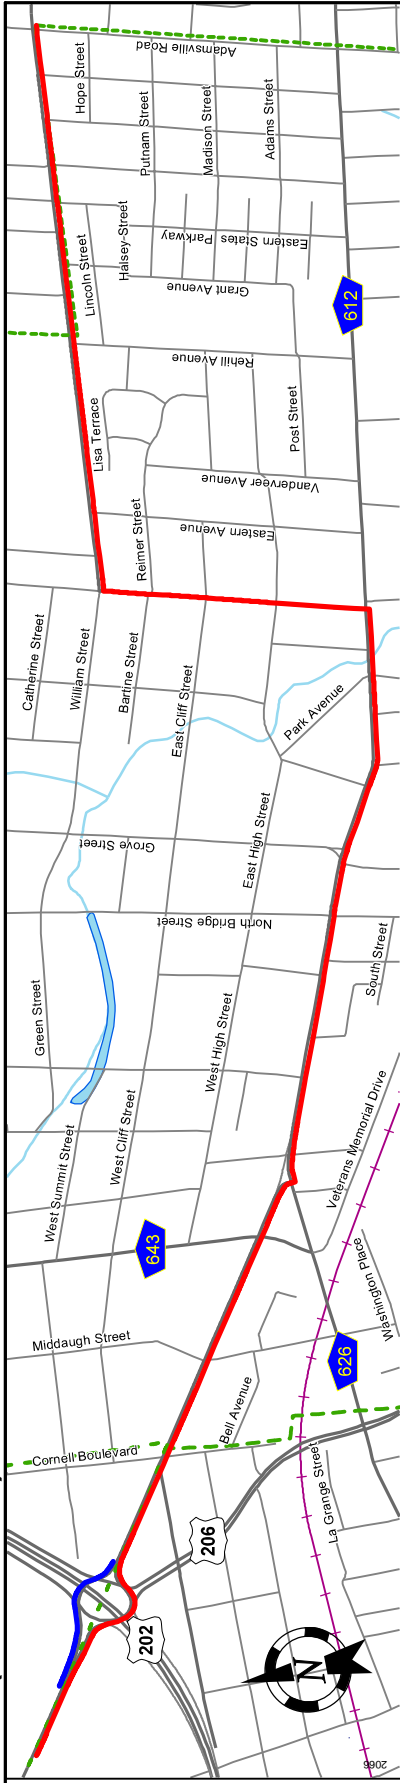 Adamsville Road
Hope Street
Putnam Street
Madison Street
Adams Street
Eastern States Parkway
Halsey-Street
Lincoln Street
Grant Avenue
612
Rehill Avenue
Lisa Terrace
Post Street
Vanderveer Avenue
Reimer Street
Eastern Avenue
Catherine Street
William Street
Bartine Street
East Cliff Street
Park Avenue
Grove Street
East High Street
North Bridge Street
South Street
Green Street
West High Street
West Cliff Street
West Summit Street
Veterans Memorial Drive
643
Washington Place
626
Middaugh Street
Bell Avenue
Cornell Boulevard
La Grange Street
206
202
N
2066